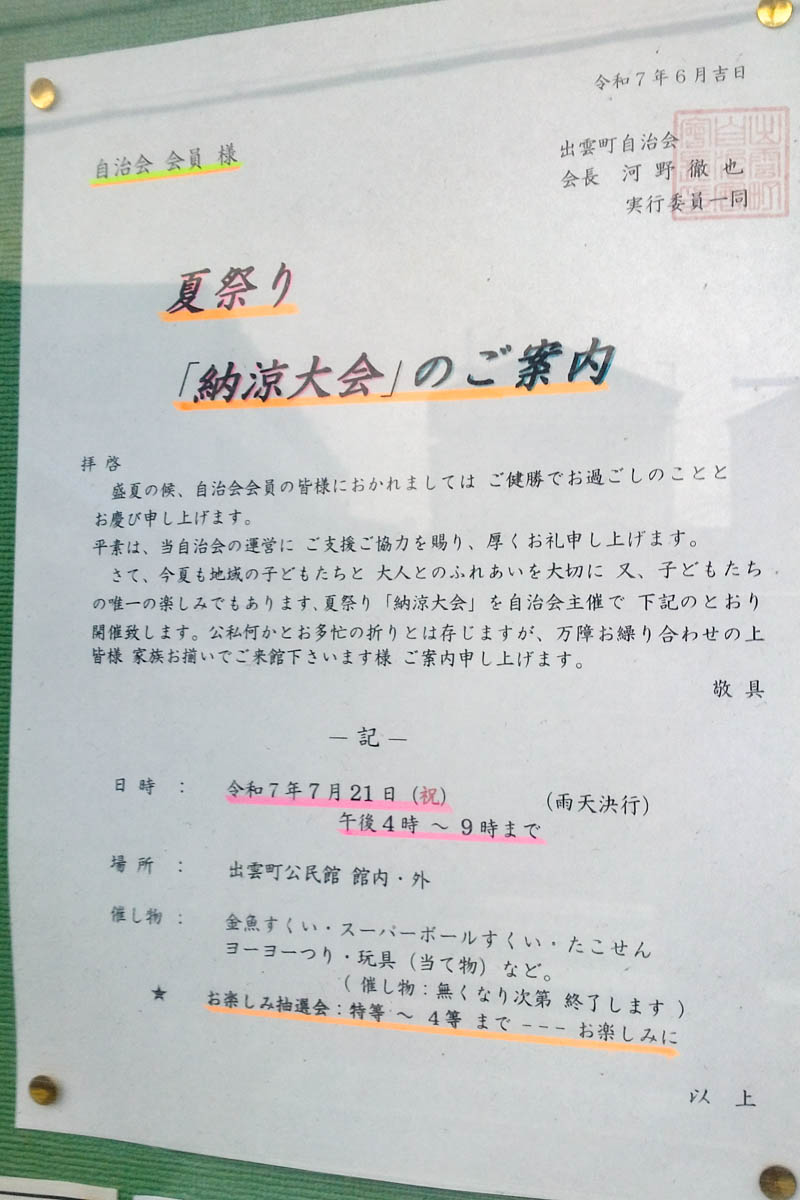 令和7年6月吉日
自治会 会員 様
出雲町自治会
会長 河野徹也
実行委員一同
夏祭り
「納涼大会」のご案内
拝啓
盛夏の候、自治会会員の皆様におかれましては ご健勝でお過ごしのことと
お慶び申し上げます。
平素は、当自治会の運営に ご支援ご協力を賜り、厚くお礼申し上げます。
さて、今夏も地域の子どもたちと 大人とのふれあいを大切に 又、子どもたち
の唯一の楽しみでもあります、夏祭り「納涼大会」を自治会主催で 下記のとおり
開催致します。公私何かとお多忙の折りとは存じますが、万障お繰り合わせの上
皆様 家族お揃いでご来館下さいます様 ご案内申し上げます。
敬具
―記―
日時 : 令和7年7月21日(祝) (雨天決行)
午後4時 ~ 9時まで
場所 : 出雲町公民館 館内・外
催し物 : 金魚すくい・スーパーボールすくい・たこせん
ヨーヨーつり・玩具(当て物)など。
(催し物:無くなり次第 終了します)
★ お楽しみ抽選会:特等 ~ 4等 まで --- お楽しみに
以上